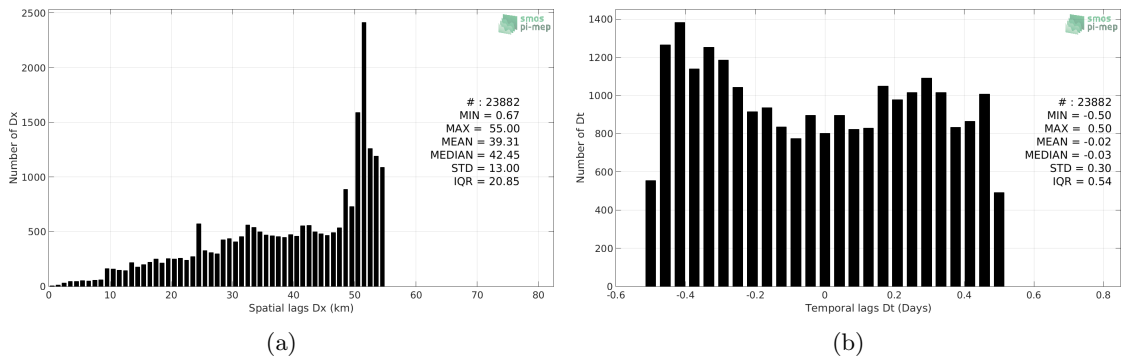 2500
2000
1500
1000
500
0
0
10
20
30
40
50
60
70
80
Number of Dx
Spatial lags Dx (km)
smos
pi-mep
# : 23882
MIN = 0.67
MAX = 55.00
MEAN = 39.31
MEDIAN = 42.45
STD = 13.00
IQR = 20.85
(a)
1400
1200
1000
800
600
400
200
0
-0.6
-0.4
-0.2
0
0.2
0.4
0.6
0.8
Number of Dt
Temporal lags Dt (Days)
smos
pi-mep
# : 23882
MIN = -0.50
MAX = 0.50
MEAN = -0.02
MEDIAN = -0.03
STD = 0.30
IQR = 0.54
(b)